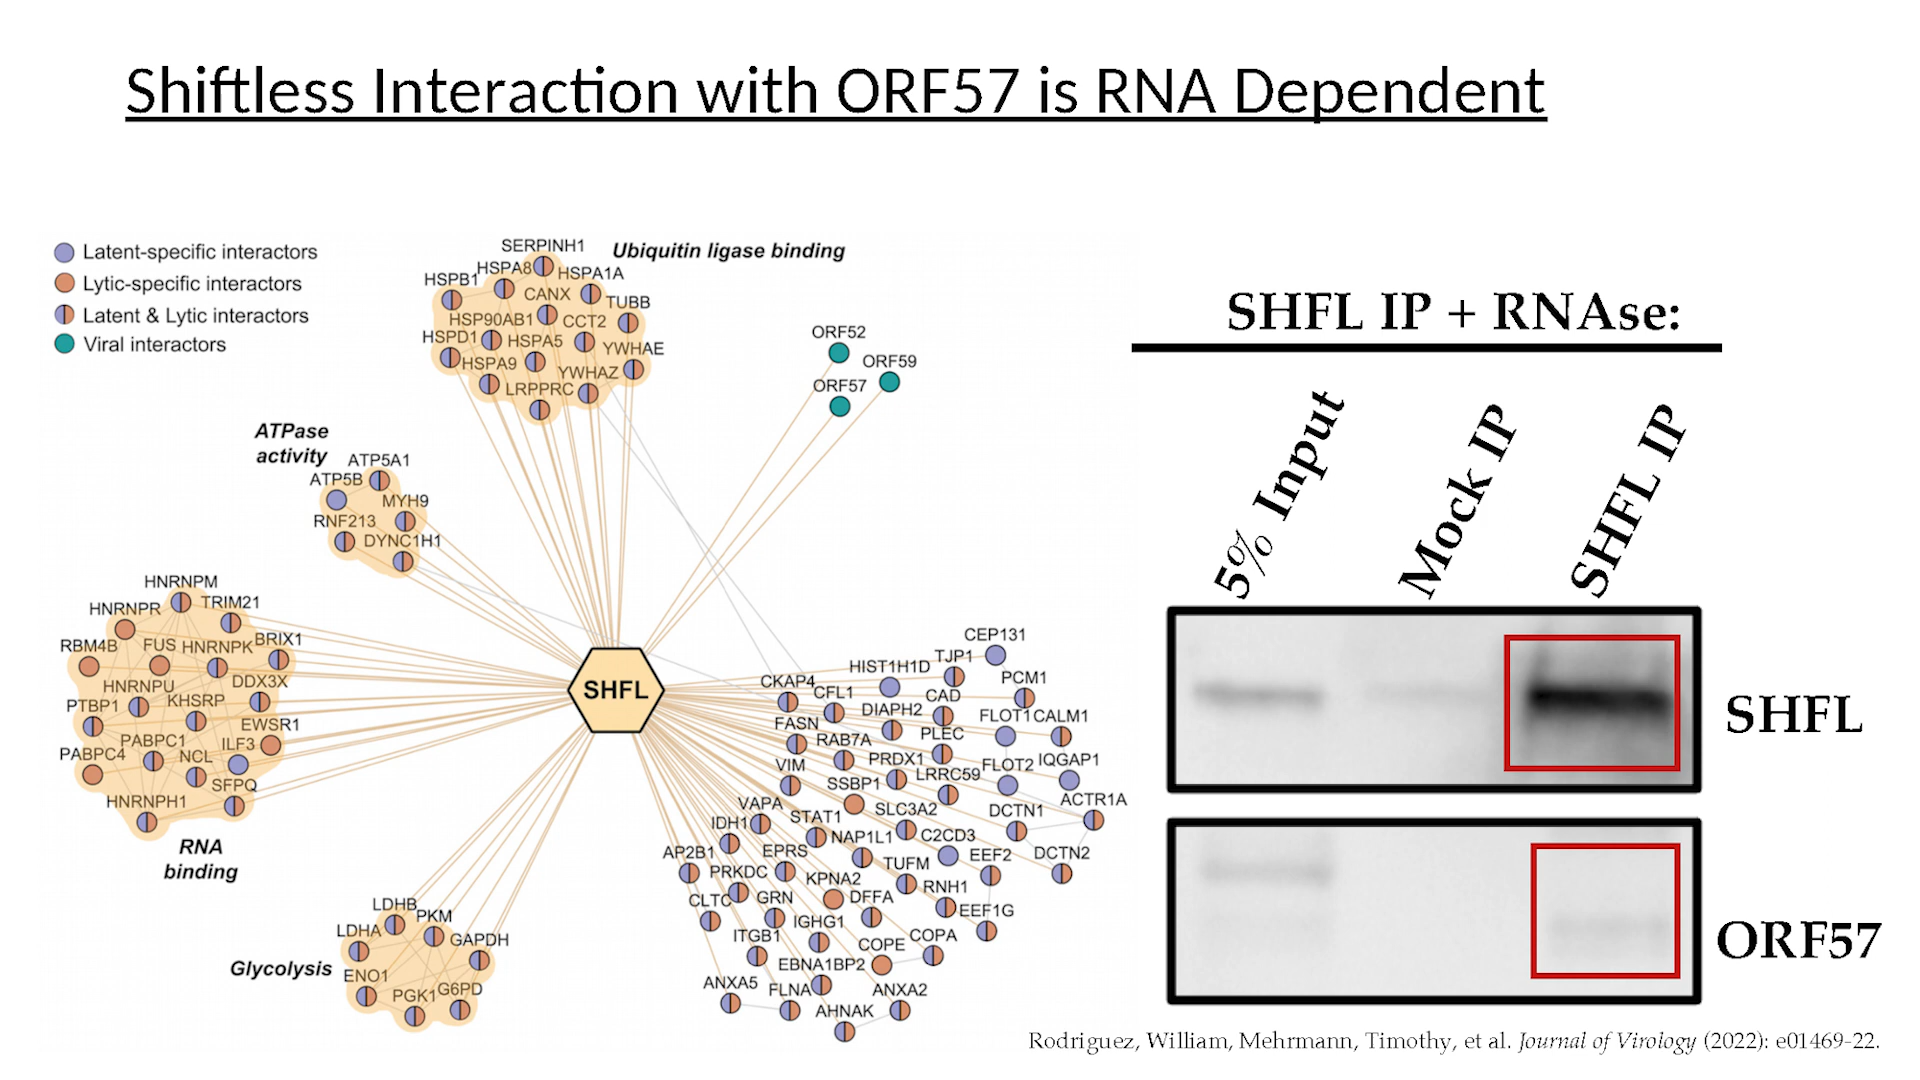 Shiftless Interaction with ORF57 is RNA Dependent
Latent-specific interactors
Lytic-specific interactors
Latent & Lytic interactors
Viral interactors
Ubiquitin ligase binding
SERPINH1
HSPB1
HSPA8
HSPA1A
CANX
TUBB
HSP90AB1
CCT2
HSPD1
HSPA5
YWHAE
HSPA9
YWHAZ
LRPPRC
ORF52
ORF59
ORF57
ATPase
activity
ATP5A1
ATP5B
MYH9
RNF213
DYNC1H1
HNRNPM
HNRNPR
TRIM21
RBM4B
FUS
HNRNPK
BRIX1
HNRNPU
DDX3X
PTBP1
KHSRP
EWSR1
PABPC4
PABPC1
ILF3
NCL
SFPQ
HNRNPH1
RNA
binding
LDHB
PKM
LDHA
GAPDH
Glycolysis
ENO1
PGK1
G6PD
SHFL
CEP131
HIST1H1D
TJP1
CKAP4
PCM1
CFL1
CAD
DIAPH2
FLOT1
CALM1
FASN
RAB7A
PLEC
VIM
PRDX1
FLOT2
IQGAP1
SSBP1
LRRC59
VAPA
SLC3A2
DCTN1
ACTR1A
IDH1
STAT1
NAP1L1
C2CD3
AP2B1
EPRS
TUFM
EEF2
DCTN2
PRKDC
KPNA2
RNH1
CLTC
GRN
DFFA
EEF1G
ITGB1
IGHG1
COPE
COPA
EBNA1BP2
ANXA5
FLNA
ANXA2
AHNAK
SHFL IP + RNAse:
5% Input
Mock IP
SHFL IP
SHFL
ORF57
Rodriguez, William, Mehrmann, Timothy, et al. Journal of Virology (2022): e01469-22.